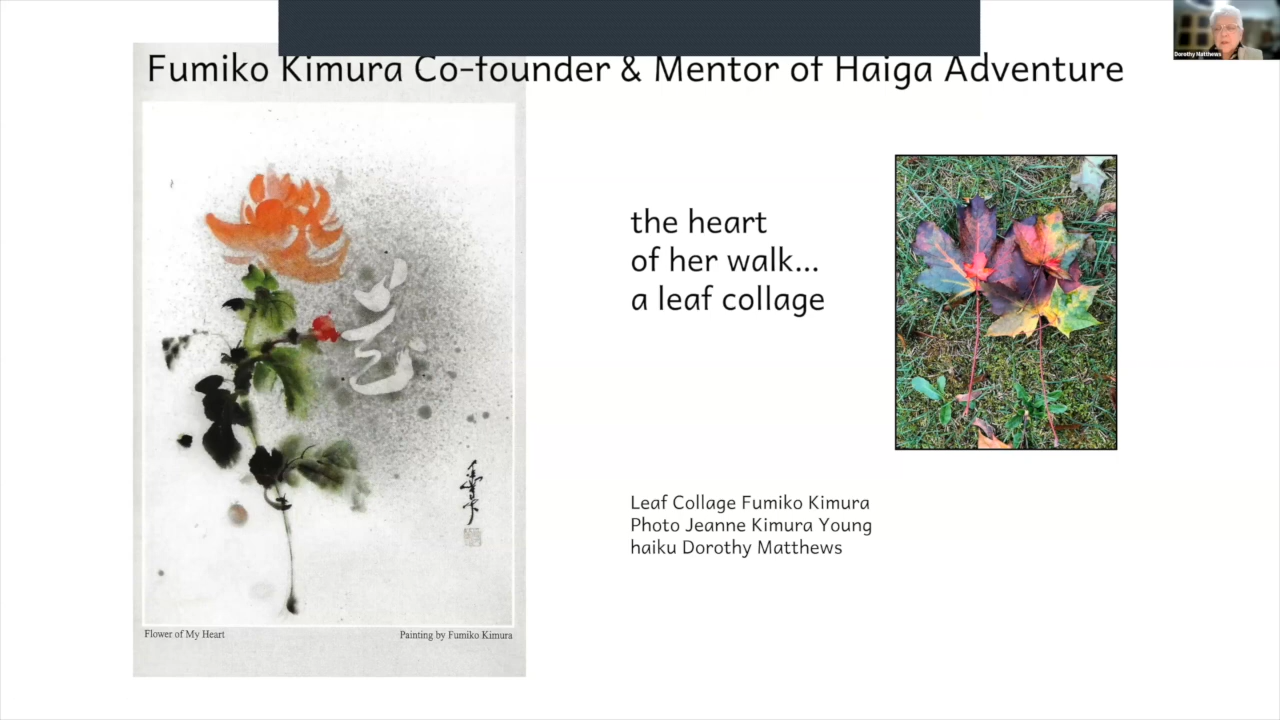 Dorothy Matthews
Fumiko Kimura Co-founder & Mentor of Haiga Adventure
the heart
of her walk...
a leaf collage
Leaf Collage Fumiko Kimura
Photo Jeanne Kimura Young
haiku Dorothy Matthews
Flower of My Heart
Painting by Fumiko Kimura